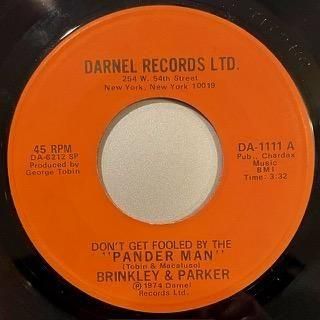 DARNEL RECORDS LTD.
254 W. 54th Street
New York, New York 10019
45 RPM
DA-6212 SP
Produced by
George Tobin
DA-1111 A
Pub., Chardax
Music
BMI
Time: 3:32
DON'T GET FOOLED BY THE
"PANDER MAN"
(Tobin & Macaluso)
BRINKLEY & PARKER
Ⓟ 1974 Darnel
Records Ltd.